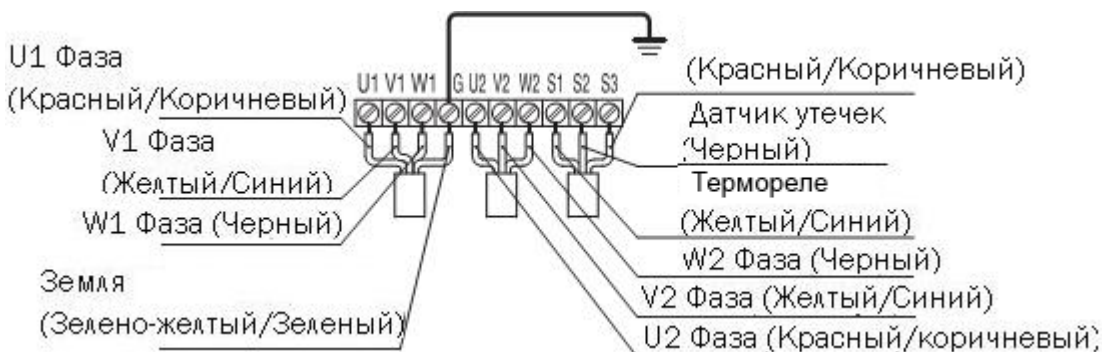 U1 Фаза
(Красный/Коричневый)
V1 Фаза
(Желтый/Синий)
W1 Фаза (Черный)
Земля
(Зелено-желтый/Зеленый)
U1 V1 W1 G U2 V2 W2 S1 S2 S3
(Красный/Коричневый)
Датчик утечек
(Черный)
Термореле
(Желтый/Синий)
W2 Фаза (Черный)
V2 Фаза (Желтый/Синий)
U2 Фаза (Красный/коричневый)